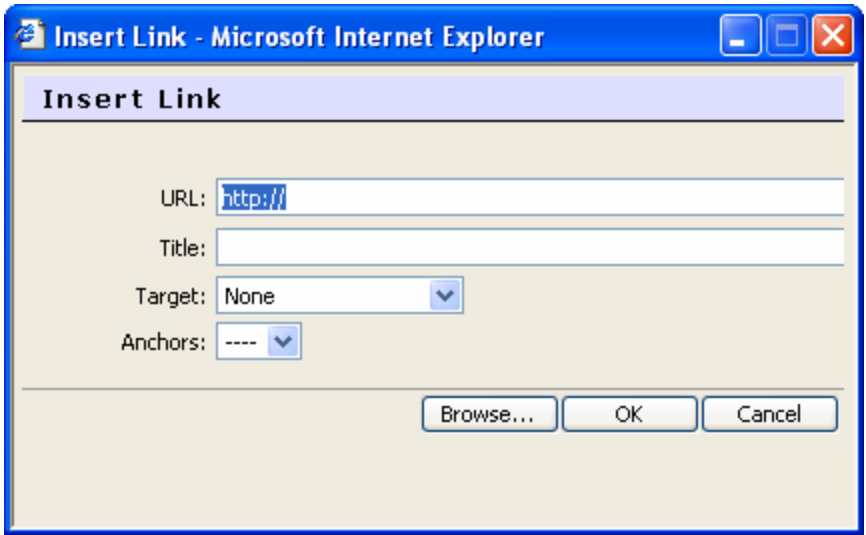 Insert Link - Microsoft Internet Explorer
Insert Link
URL: http://
Title:
Target: None
Anchors: ----
Browse... OK Cancel